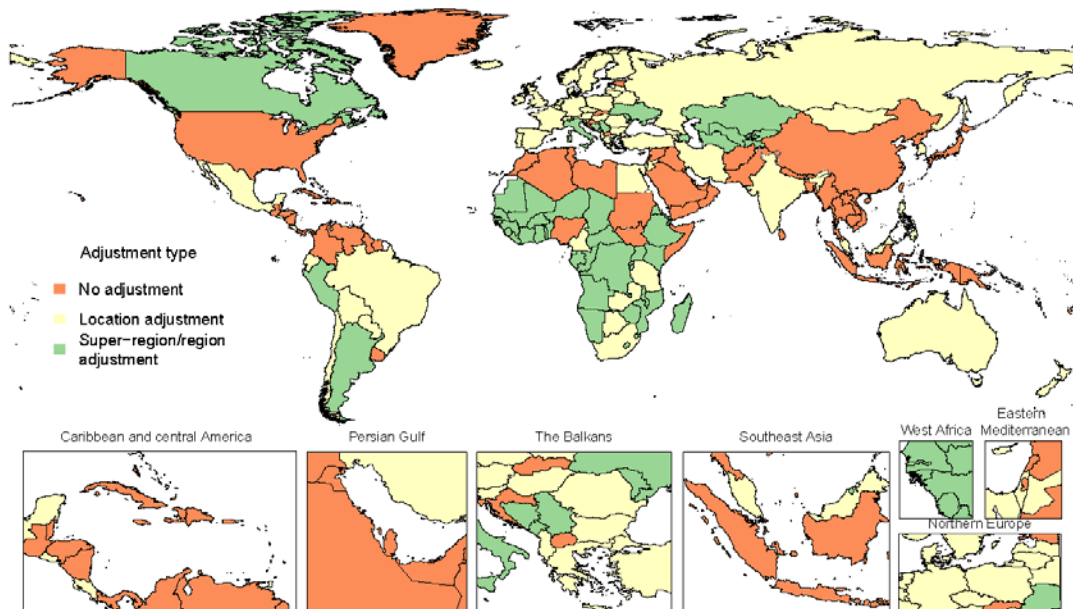 Adjustment type
No adjustment
Location adjustment
Super-region/region
adjustment
Caribbean and central America
Persian Gulf
The Balkans
Southeast Asia
West Africa
Eastern
Mediterranean
Northern Europe